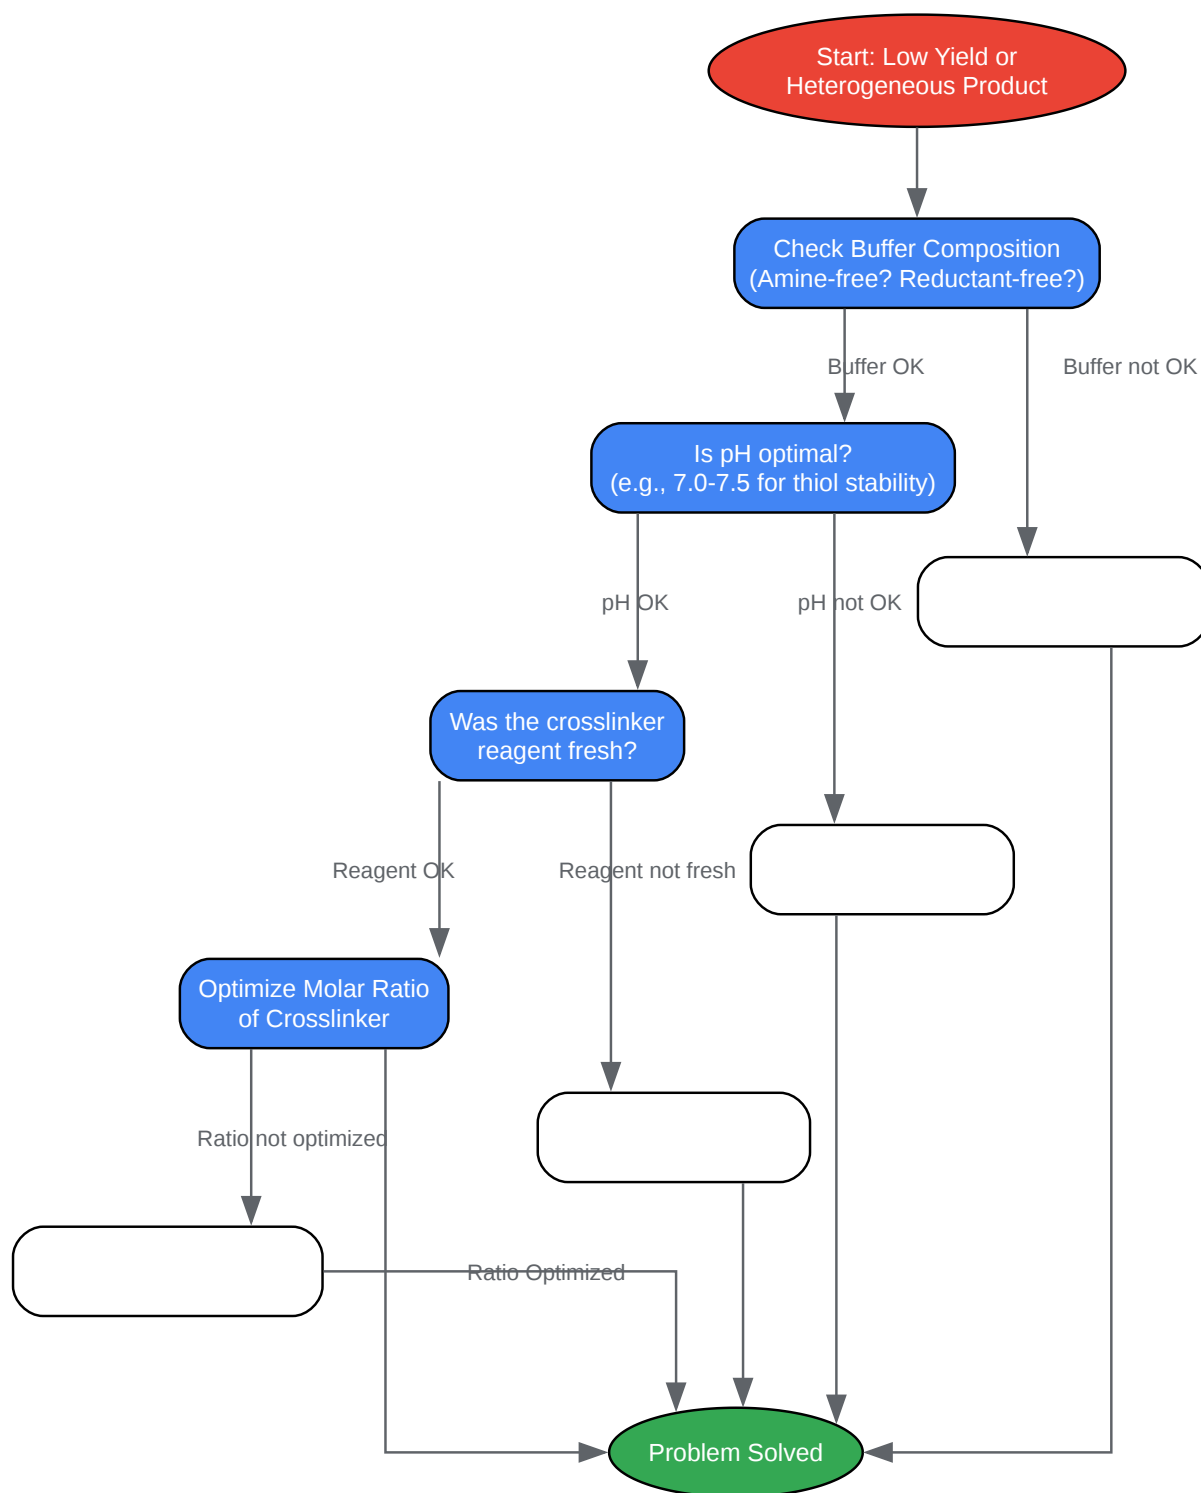 Start: Low Yield or
Heterogeneous Product
Check Buffer Composition
(Amine-free? Reductant-free?)
Buffer OK
Buffer not OK
Is pH optimal?
(e.g., 7.0-7.5 for thiol stability)
pH OK
pH not OK
Was the crosslinker
reagent fresh?
Reagent OK
Reagent not fresh
Optimize Molar Ratio
of Crosslinker
Ratio not optimized
Ratio Optimized
Problem Solved